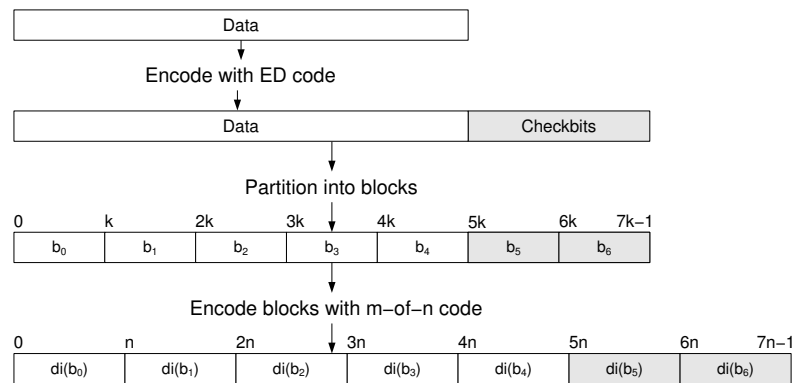 Data
Encode with ED code
Data Checkbits
Partition into blocks
0 k 2k 3k 4k 5k 6k 7k−1
b₀ b₁ b₂ b₃ b₄ b₅ b₆
Encode blocks with m−of−n code
0 n 2n 3n 4n 5n 6n 7n−1
di(b₀) di(b₁) di(b₂) di(b₃) di(b₄) di(b₅) di(b₆)